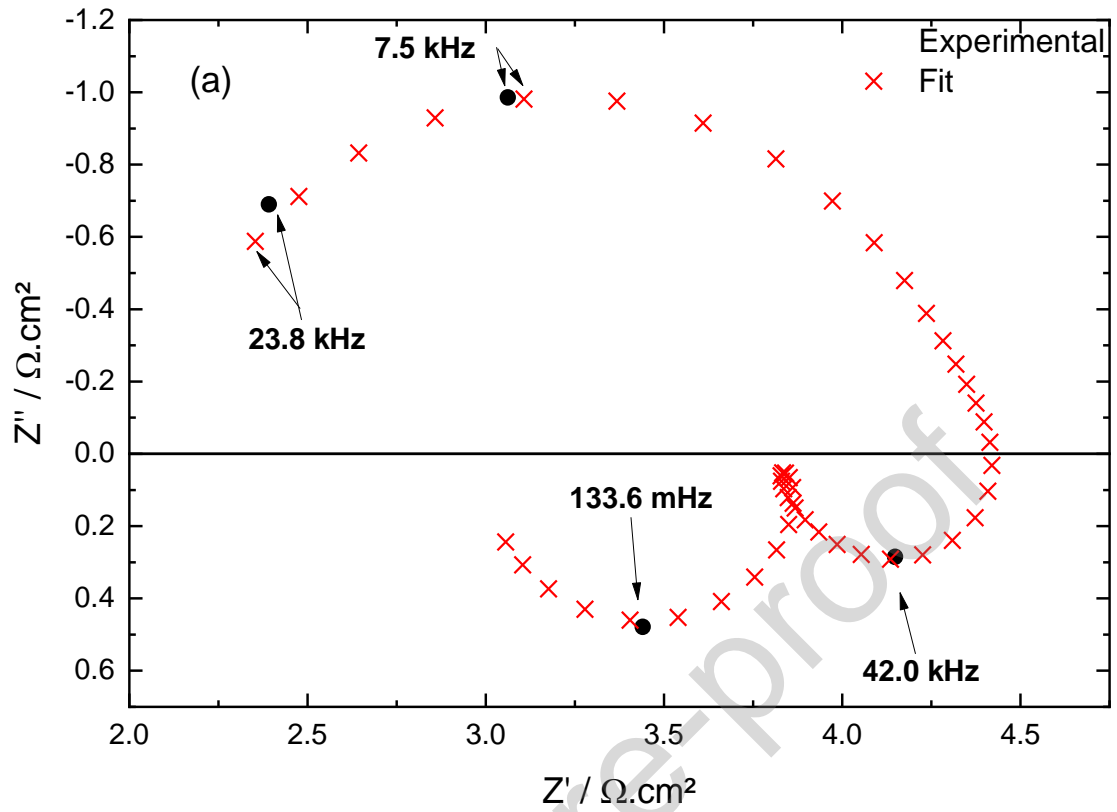 (a)
Experimental
Fit
7.5 kHz
23.8 kHz
133.6 mHz
42.0 kHz
-1.2
-1.0
-0.8
-0.6
-0.4
-0.2
0.0
0.2
0.4
0.6
Z'' / Ω.cm²
2.0 2.5 3.0 3.5 4.0 4.5
Z' / Ω.cm²
re-proof